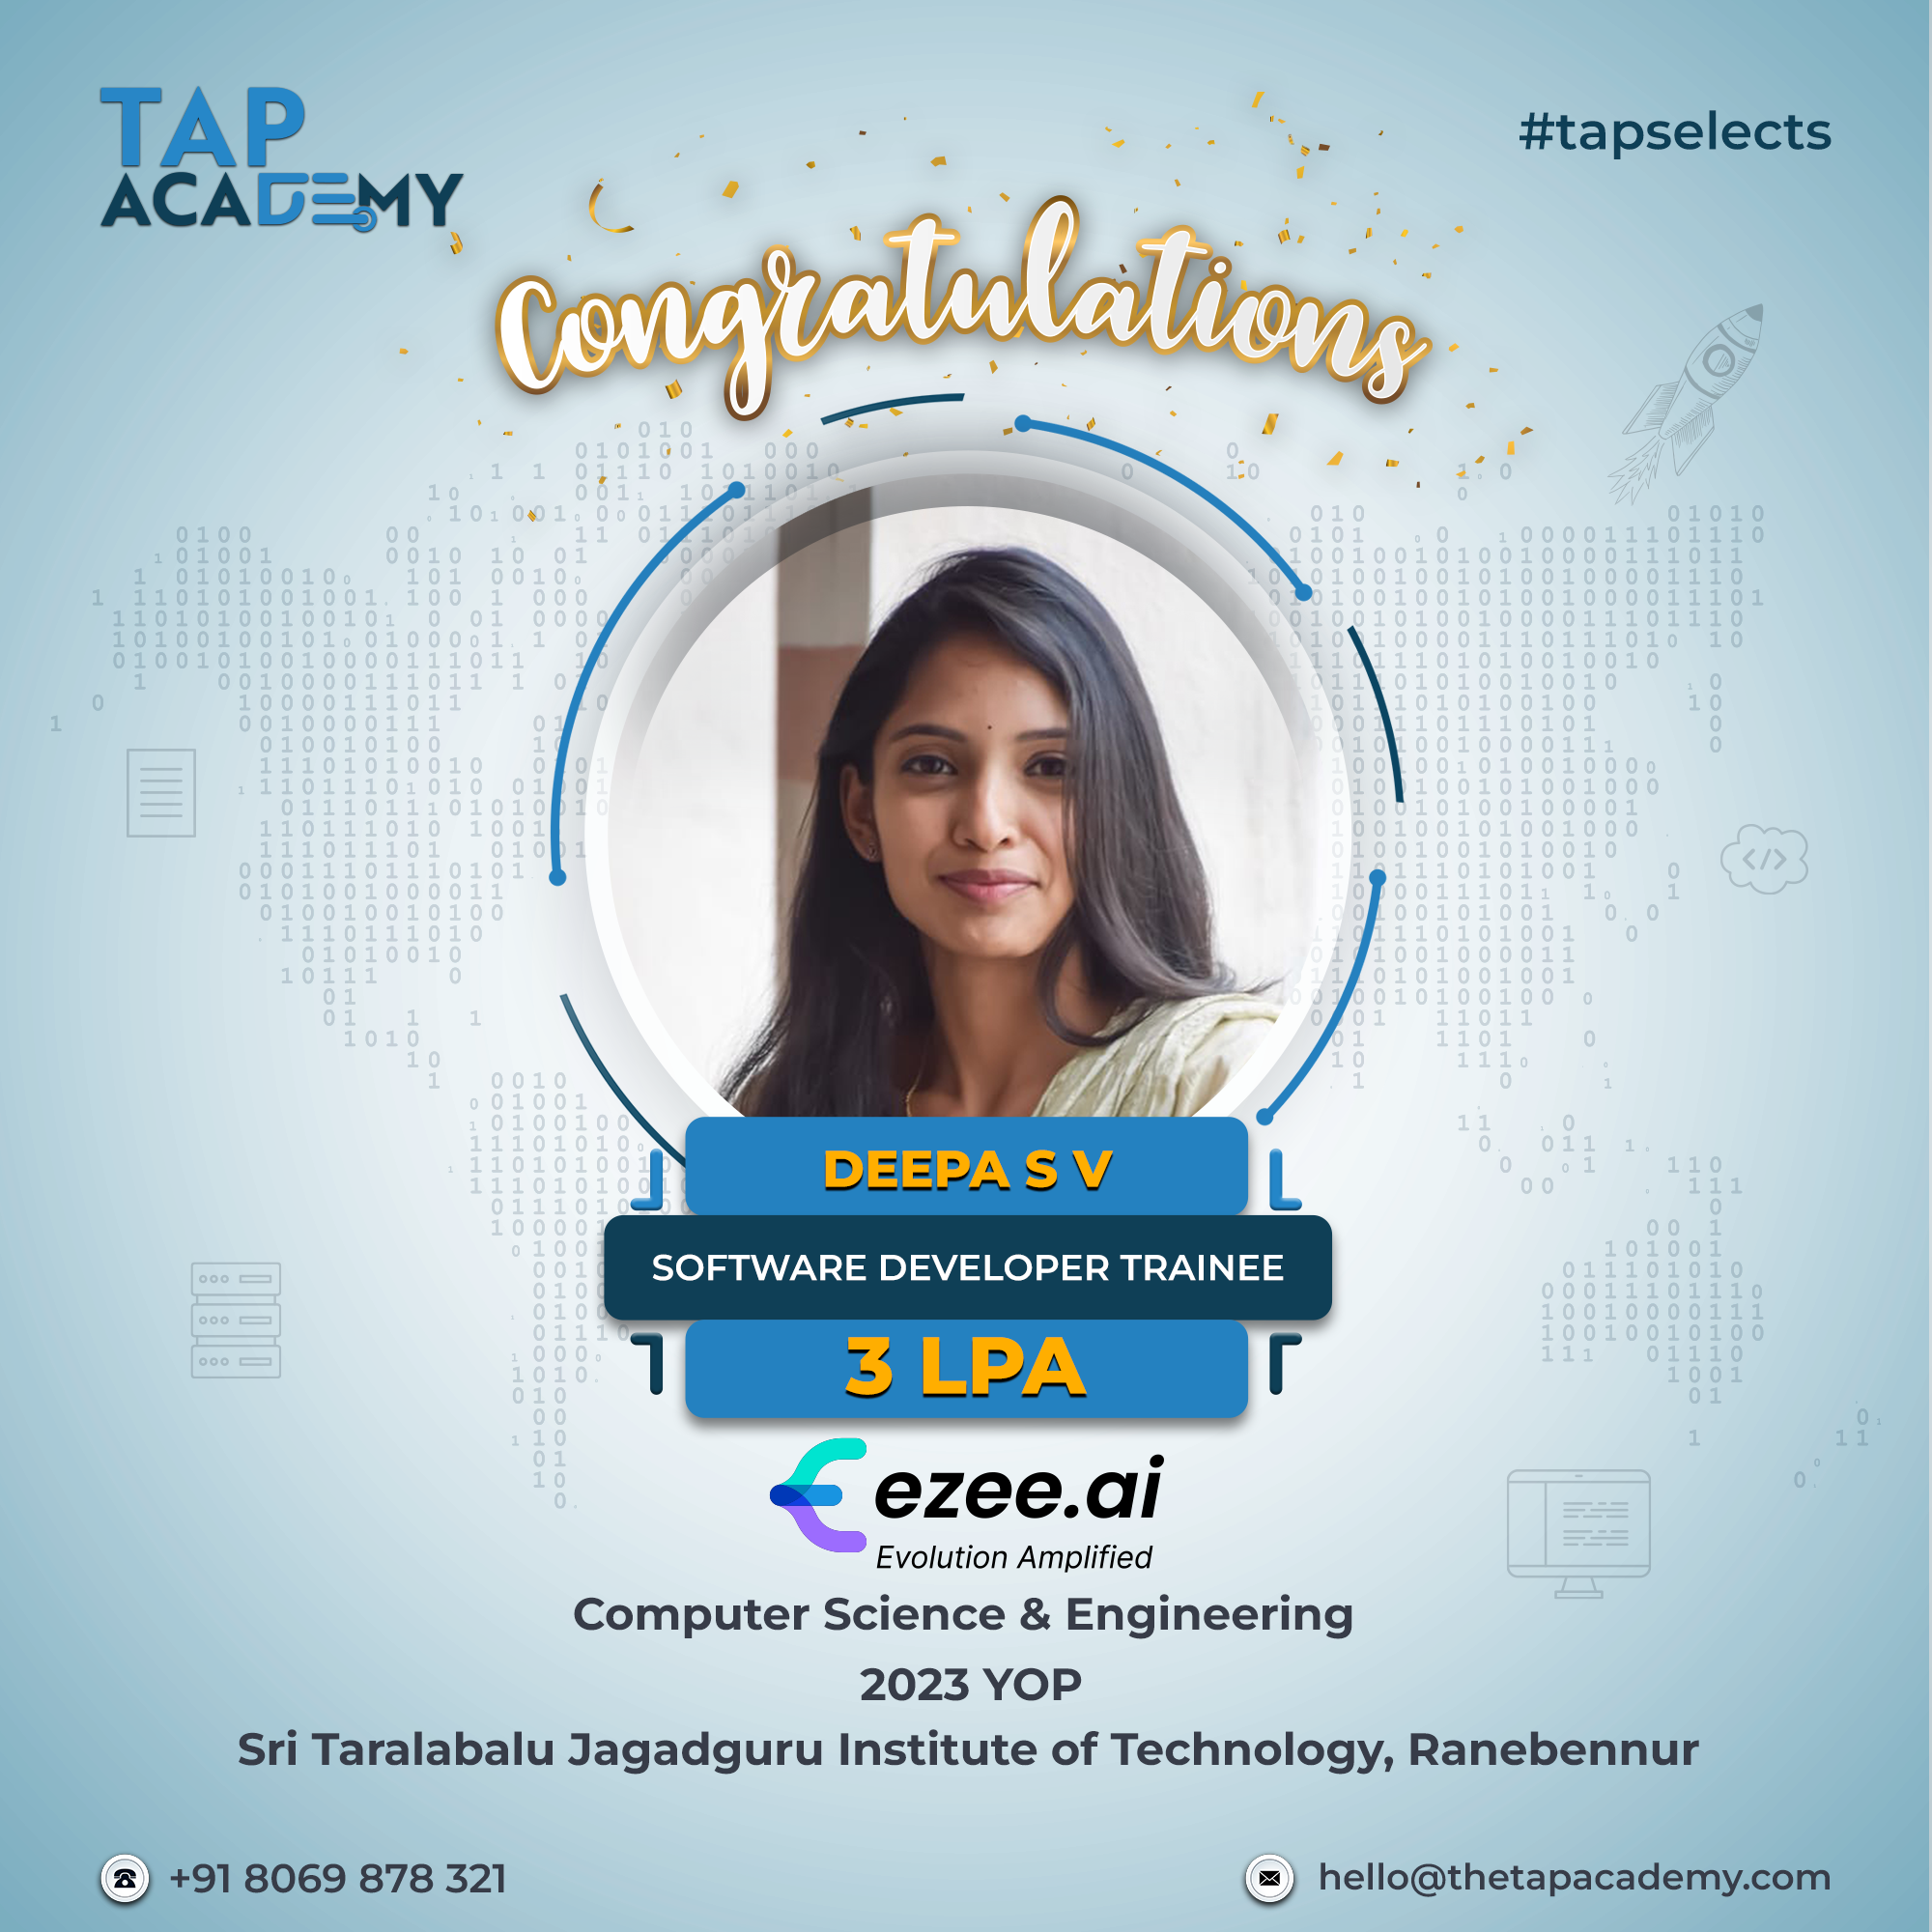 TAP
ACADEMY
#tapselects
Congratulations
DEEPA S V
SOFTWARE DEVELOPER TRAINEE
3 LPA
ezee.ai
Evolution Amplified
Computer Science & Engineering
2023 YOP
Sri Taralabalu Jagadguru Institute of Technology, Ranebennur
+91 8069 878 321
hello@thetapacademy.com